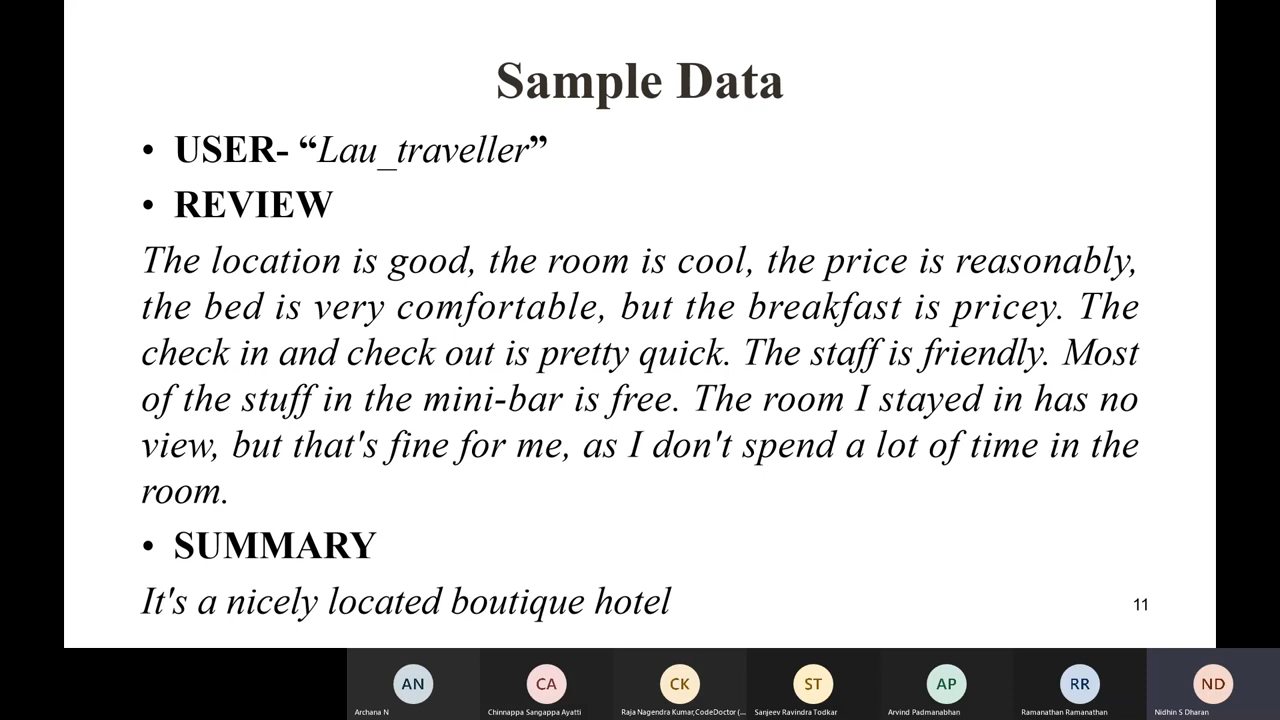 Sample Data
• USER- “Lau_traveller”
• REVIEW
The location is good, the room is cool, the price is reasonably,
the bed is very comfortable, but the breakfast is pricey. The
check in and check out is pretty quick. The staff is friendly. Most
of the stuff in the mini-bar is free. The room I stayed in has no
view, but that's fine for me, as I don't spend a lot of time in the
room.
• SUMMARY
It's a nicely located boutique hotel
11
AN CA CK ST AP RR ND
Archana N Chinnappa Sangappa Ayatti Raja Nagendra Kumar,CodeDoctor (... Sanjeev Ravindra Todkar Arvind Padmanabhan Ramanathan Ramanathan Nidhin S Dharan